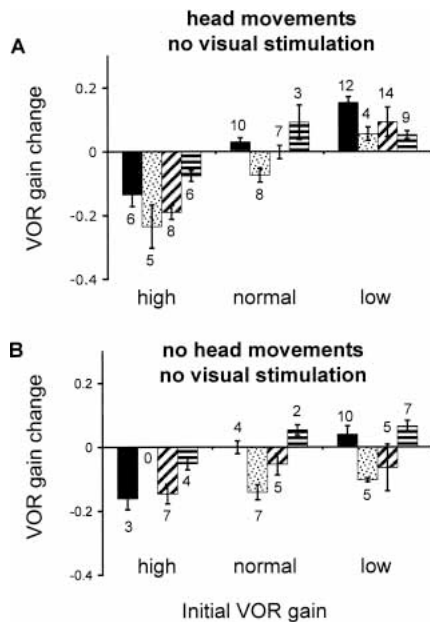 head movements
no visual stimulation
A
0.2
0
-0.2
-0.4
VOR gain change
6 5 8 6
10 8 7 3
12 4 14 9
high normal low
no head movements
no visual stimulation
B
0.2
0
-0.2
-0.4
VOR gain change
3 0 7 4
4 7 5 2
10 5 5 7
high normal low
Initial VOR gain